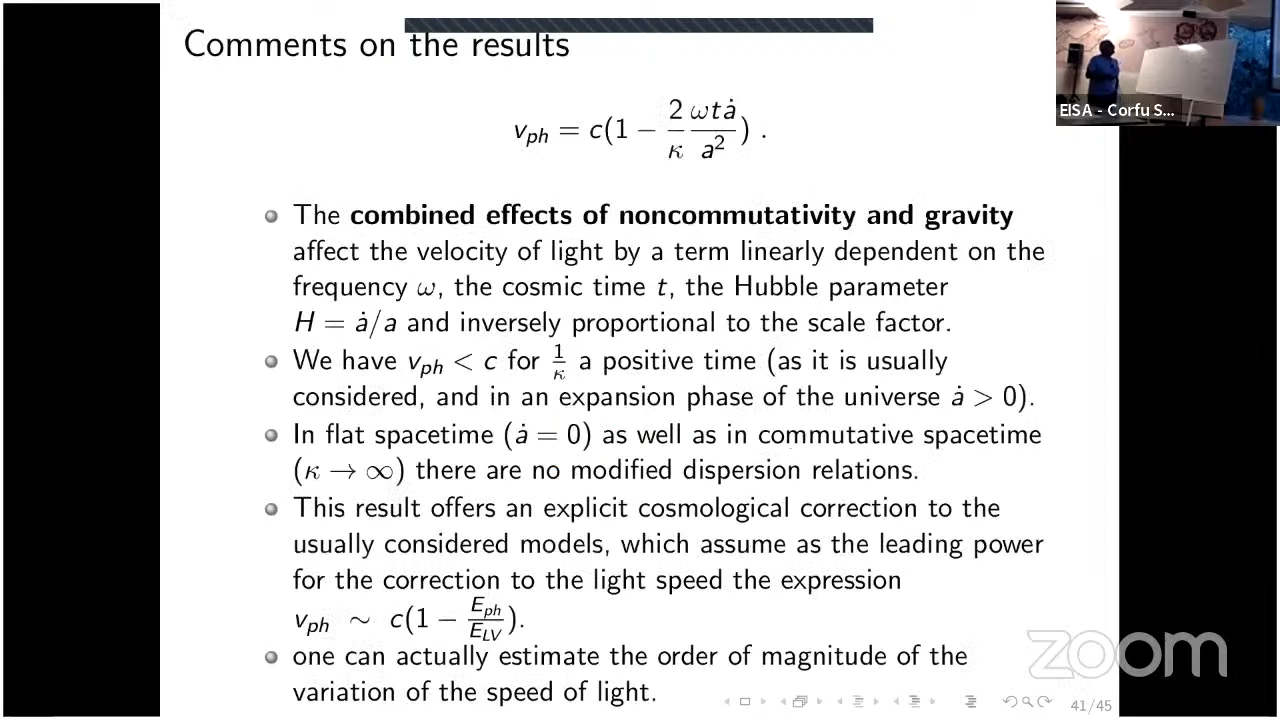 Comments on the results
v_ph = c(1 − 2/κ ωtȧ/a²) .
The combined effects of noncommutativity and gravity
affect the velocity of light by a term linearly dependent on the
frequency ω, the cosmic time t, the Hubble parameter
H = ȧ/a and inversely proportional to the scale factor.
We have v_ph < c for 1/κ a positive time (as it is usually
considered, and in an expansion phase of the universe ȧ > 0).
In flat spacetime (ȧ = 0) as well as in commutative spacetime
(κ → ∞) there are no modified dispersion relations.
This result offers an explicit cosmological correction to the
usually considered models, which assume as the leading power
for the correction to the light speed the expression
v_ph ∼ c(1 − E_ph/E_LV).
one can actually estimate the order of magnitude of the
variation of the speed of light.
41/45
EISA - Corfu S...
zoom